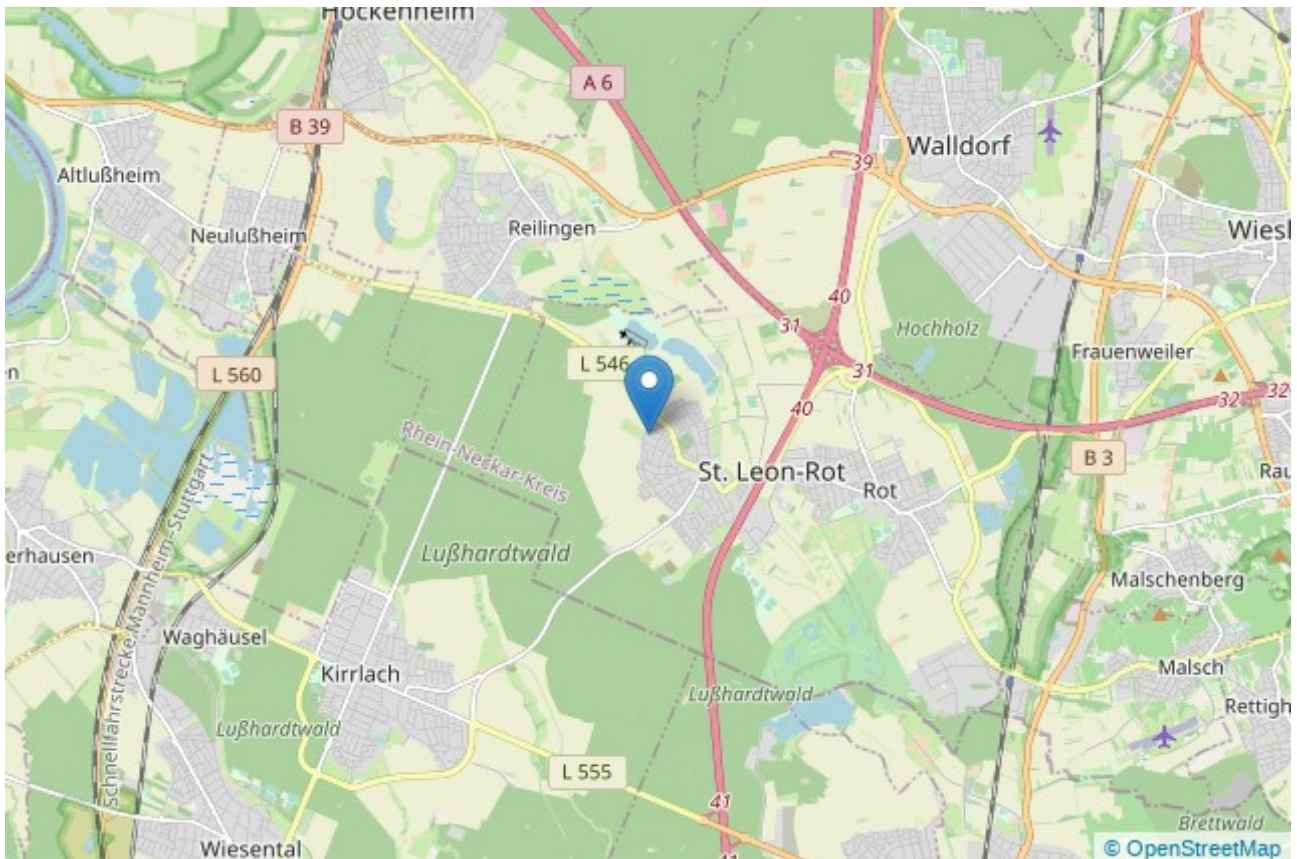 Hockenheim
A 6
B 39
Walldorf
39
Altlußheim
Reilingen
Neulußheim
Wiesl
40
31
Hochholz
L 546
Frauenweiler
en
L 560
31
32
32
40
Rhein-Neckar-Kreis
B 3
St. Leon-Rot
Rau
Rot
Schnellfahrstrecke Mannheim-Stuttgart
erhausen
Lußhardtwald
Malschenberg
Waghäusel
Kirrlach
Malsch
Lußhardtwald
Rettigh
Lußhardtwald
L 555
41
Brettwald
Wiesental
41
© OpenStreetMap